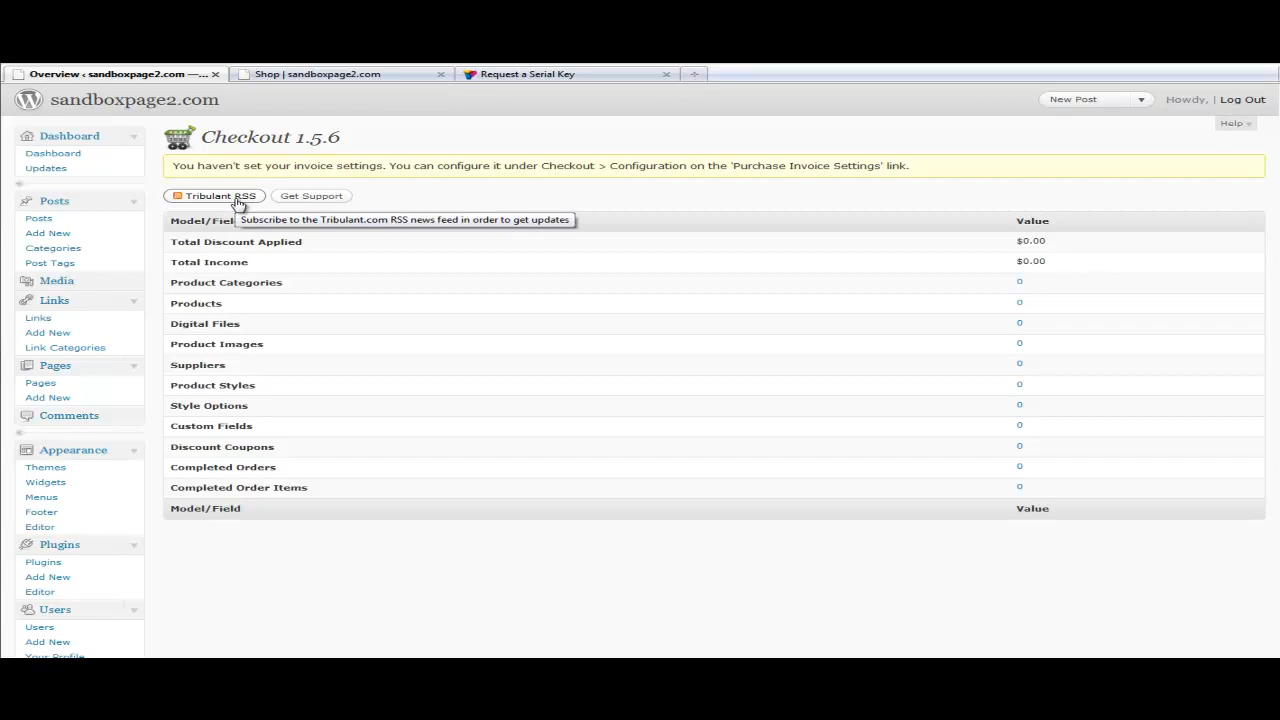 Overview ‹ sandboxpage2.com —... Shop | sandboxpage2.com Request a Serial Key
sandboxpage2.com New Post Howdy, | Log Out
Help
Dashboard
Dashboard
Updates
Posts
Posts
Add New
Categories
Post Tags
Media
Links
Links
Add New
Link Categories
Pages
Pages
Add New
Comments
Appearance
Themes
Widgets
Menus
Footer
Editor
Plugins
Plugins
Add New
Editor
Users
Users
Add New
Your Profile
Checkout 1.5.6
You haven't set your invoice settings. You can configure it under Checkout > Configuration on the 'Purchase Invoice Settings' link.
Tribulant RSS Get Support
Subscribe to the Tribulant.com RSS news feed in order to get updates
Model/Fiel Value
Total Discount Applied $0.00
Total Income $0.00
Product Categories 0
Products 0
Digital Files 0
Product Images 0
Suppliers 0
Product Styles 0
Style Options 0
Custom Fields 0
Discount Coupons 0
Completed Orders 0
Completed Order Items 0
Model/Field Value